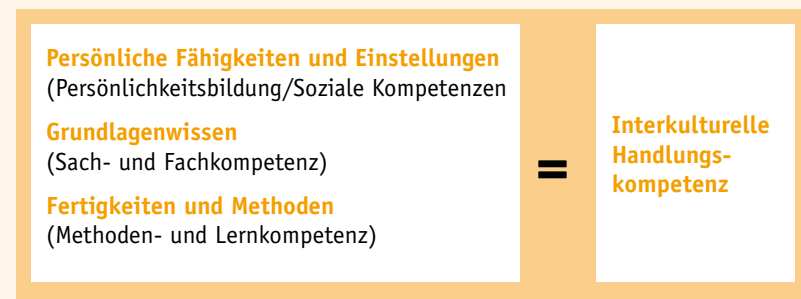 Persönliche Fähigkeiten und Einstellungen
(Persönlichkeitsbildung/Soziale Kompetenzen
Grundlagenwissen
(Sach- und Fachkompetenz)
Fertigkeiten und Methoden
(Methoden- und Lernkompetenz)
=
Interkulturelle
Handlungs-
kompetenz